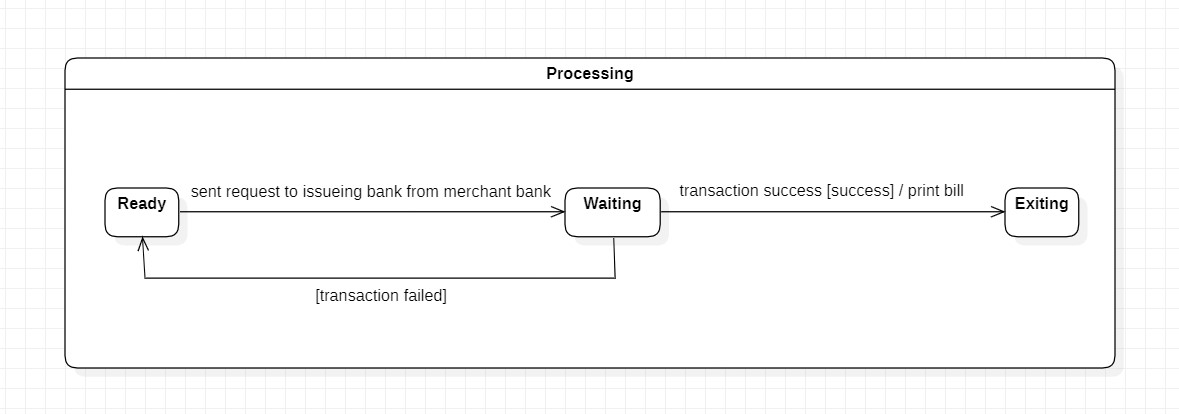 Processing
sent request to issueing bank from merchant bank
transaction success [success] / print bill
Ready
Waiting
Exiting
[transaction failed]